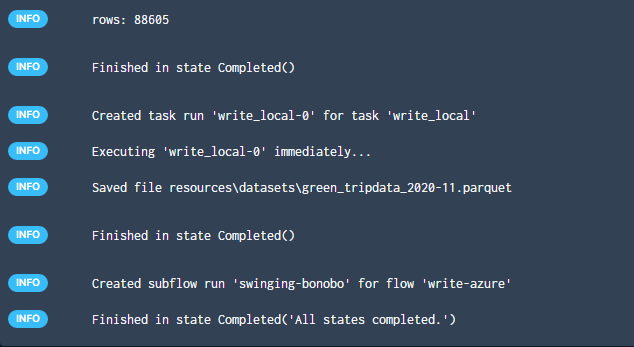 INFO rows: 88605
INFO Finished in state Completed()
INFO Created task run 'write_local-0' for task 'write_local'
INFO Executing 'write_local-0' immediately...
INFO Saved file resources\datasets\green_tripdata_2020-11.parquet
INFO Finished in state Completed()
INFO Created subflow run 'swinging-bonobo' for flow 'write-azure'
INFO Finished in state Completed('All states completed.')